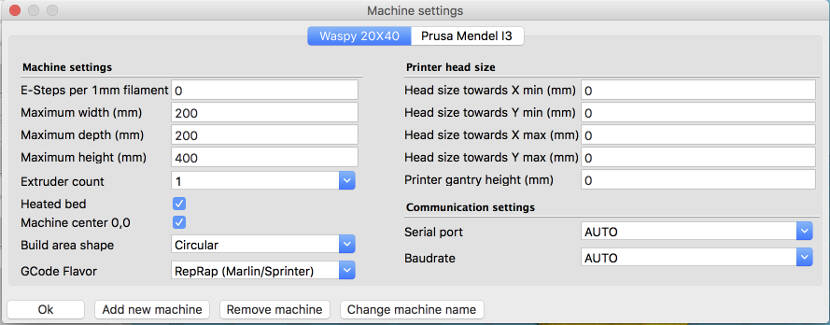 Machine settings
Waspy 20X40 Prusa Mendel I3
Machine settings
E-Steps per 1mm filament 0
Maximum width (mm) 200
Maximum depth (mm) 200
Maximum height (mm) 400
Extruder count 1
Heated bed
Machine center 0,0
Build area shape Circular
GCode Flavor RepRap (Marlin/Sprinter)
Printer head size
Head size towards X min (mm) 0
Head size towards Y min (mm) 0
Head size towards X max (mm) 0
Head size towards Y max (mm) 0
Printer gantry height (mm) 0
Communication settings
Serial port AUTO
Baudrate AUTO
Ok Add new machine Remove machine Change machine name